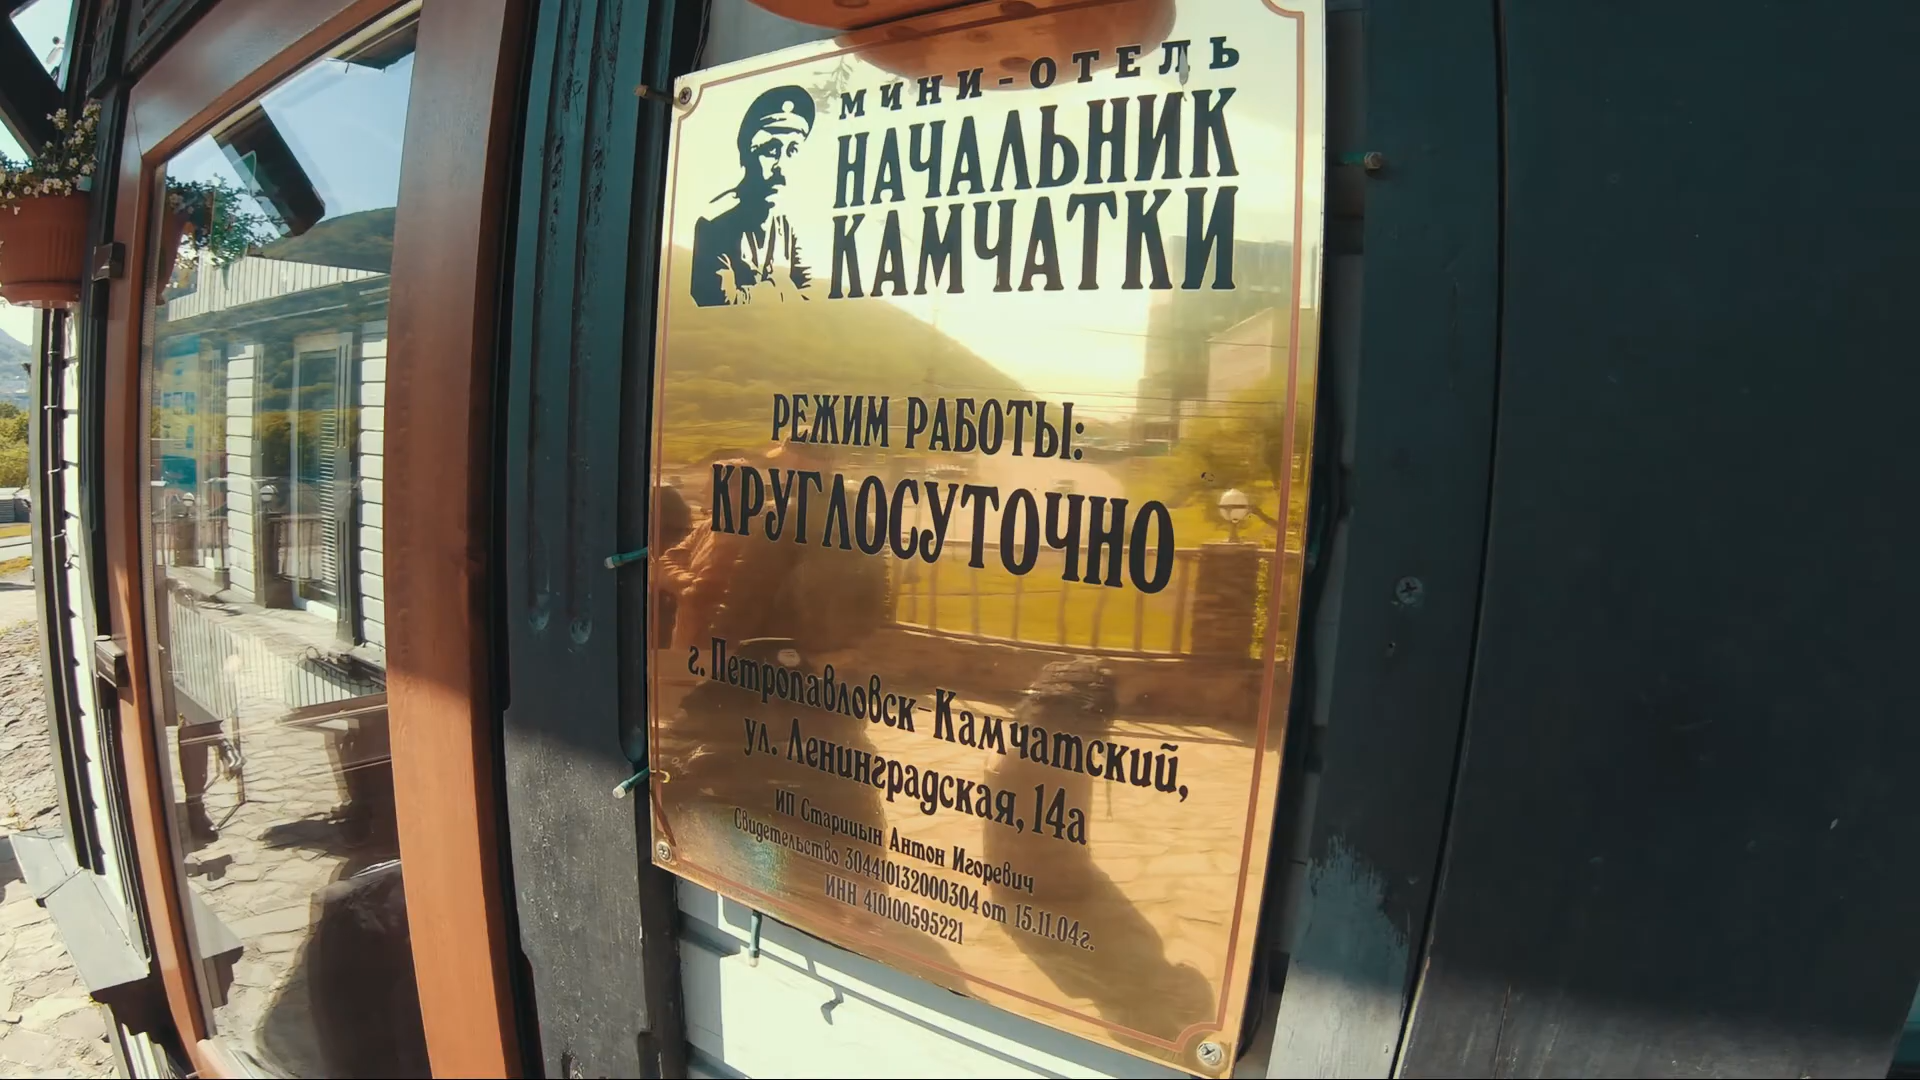 МИНИ-ОТЕЛЬ
НАЧАЛЬНИК
КАМЧАТКИ
РЕЖИМ РАБОТЫ:
КРУГЛОСУТОЧНО
г. Петропавловск-Камчатский,
ул. Ленинградская, 14а
ИП Старицын Антон Игоревич
Свидетельство 304410132000304 от 15.11.04г.
ИНН 410100595221